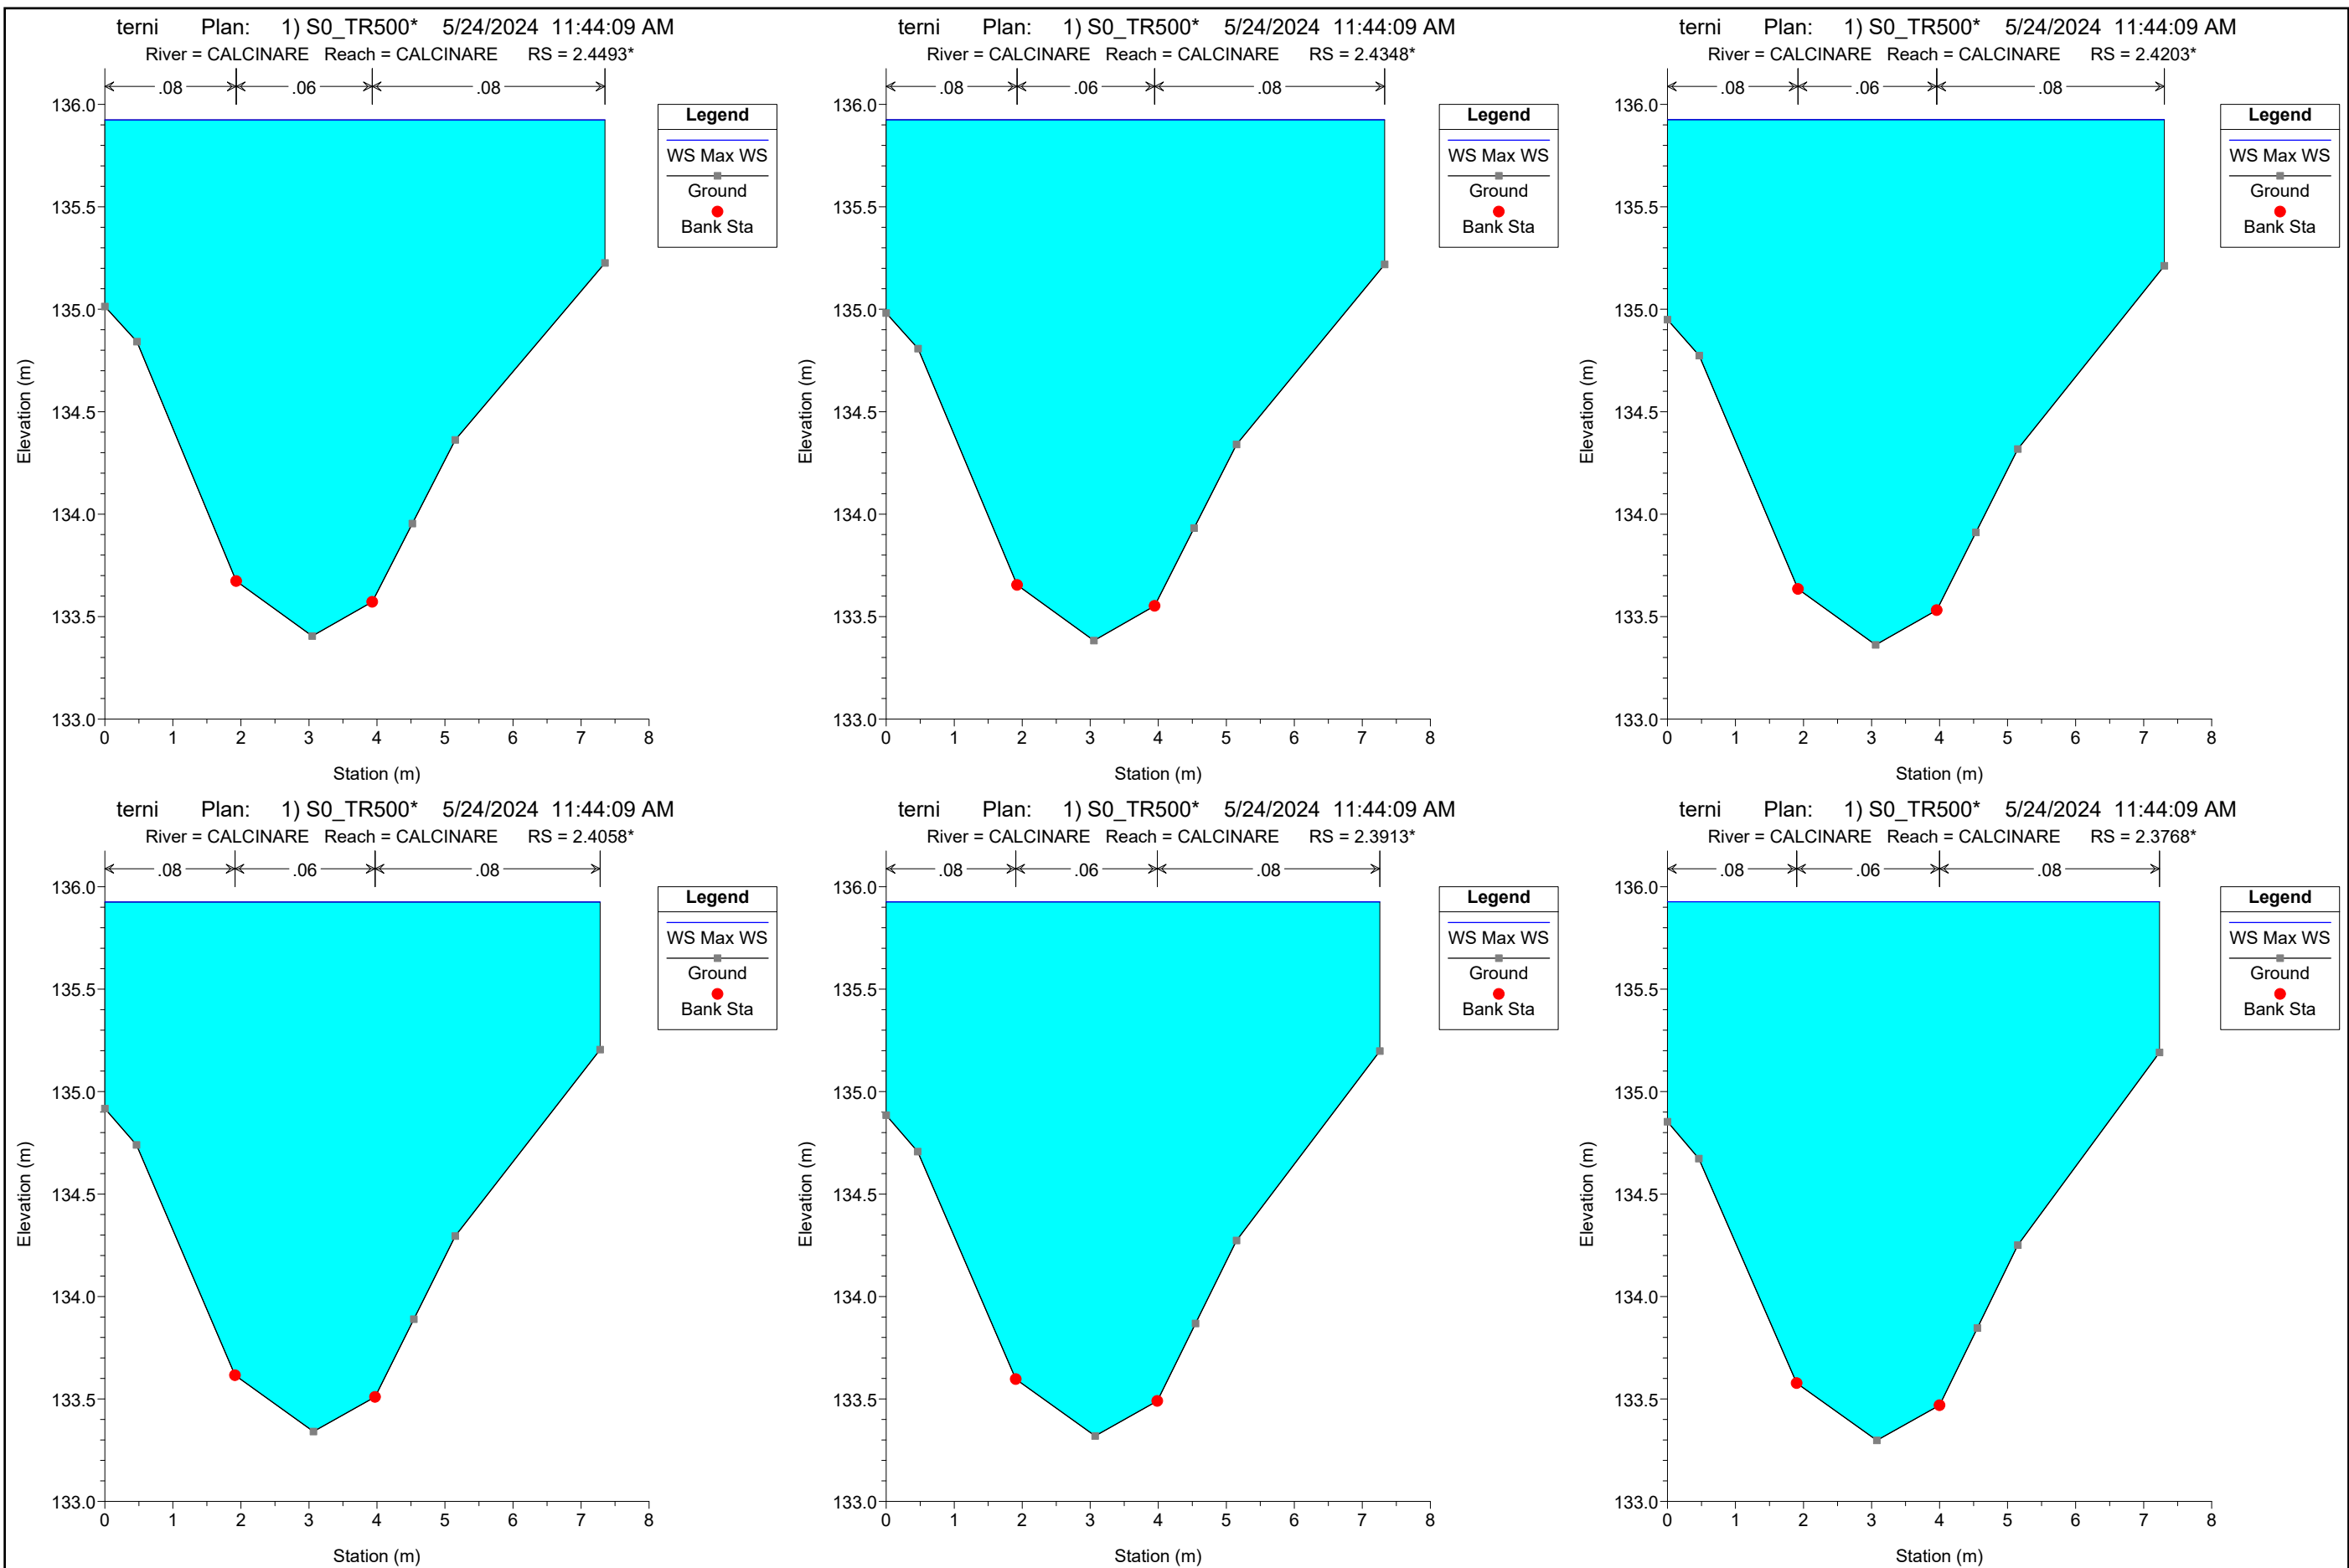 terni Plan: 1) S0_TR500* 5/24/2024 11:44:09 AM
River = CALCINARE Reach = CALCINARE RS = 2.4493*
.08 .06 .08
136.0
135.5
135.0
134.5
134.0
133.5
133.0
Elevation (m)
0 1 2 3 4 5 6 7 8
Station (m)
Legend
WS Max WS
Ground
Bank Sta
terni Plan: 1) S0_TR500* 5/24/2024 11:44:09 AM
River = CALCINARE Reach = CALCINARE RS = 2.4348*
.08 .06 .08
136.0
135.5
135.0
134.5
134.0
133.5
133.0
Elevation (m)
0 1 2 3 4 5 6 7 8
Station (m)
Legend
WS Max WS
Ground
Bank Sta
terni Plan: 1) S0_TR500* 5/24/2024 11:44:09 AM
River = CALCINARE Reach = CALCINARE RS = 2.4203*
.08 .06 .08
136.0
135.5
135.0
134.5
134.0
133.5
133.0
Elevation (m)
0 1 2 3 4 5 6 7 8
Station (m)
Legend
WS Max WS
Ground
Bank Sta
terni Plan: 1) S0_TR500* 5/24/2024 11:44:09 AM
River = CALCINARE Reach = CALCINARE RS = 2.4058*
.08 .06 .08
136.0
135.5
135.0
134.5
134.0
133.5
133.0
Elevation (m)
0 1 2 3 4 5 6 7 8
Station (m)
Legend
WS Max WS
Ground
Bank Sta
terni Plan: 1) S0_TR500* 5/24/2024 11:44:09 AM
River = CALCINARE Reach = CALCINARE RS = 2.3913*
.08 .06 .08
136.0
135.5
135.0
134.5
134.0
133.5
133.0
Elevation (m)
0 1 2 3 4 5 6 7 8
Station (m)
Legend
WS Max WS
Ground
Bank Sta
terni Plan: 1) S0_TR500* 5/24/2024 11:44:09 AM
River = CALCINARE Reach = CALCINARE RS = 2.3768*
.08 .06 .08
136.0
135.5
135.0
134.5
134.0
133.5
133.0
Elevation (m)
0 1 2 3 4 5 6 7 8
Station (m)
Legend
WS Max WS
Ground
Bank Sta